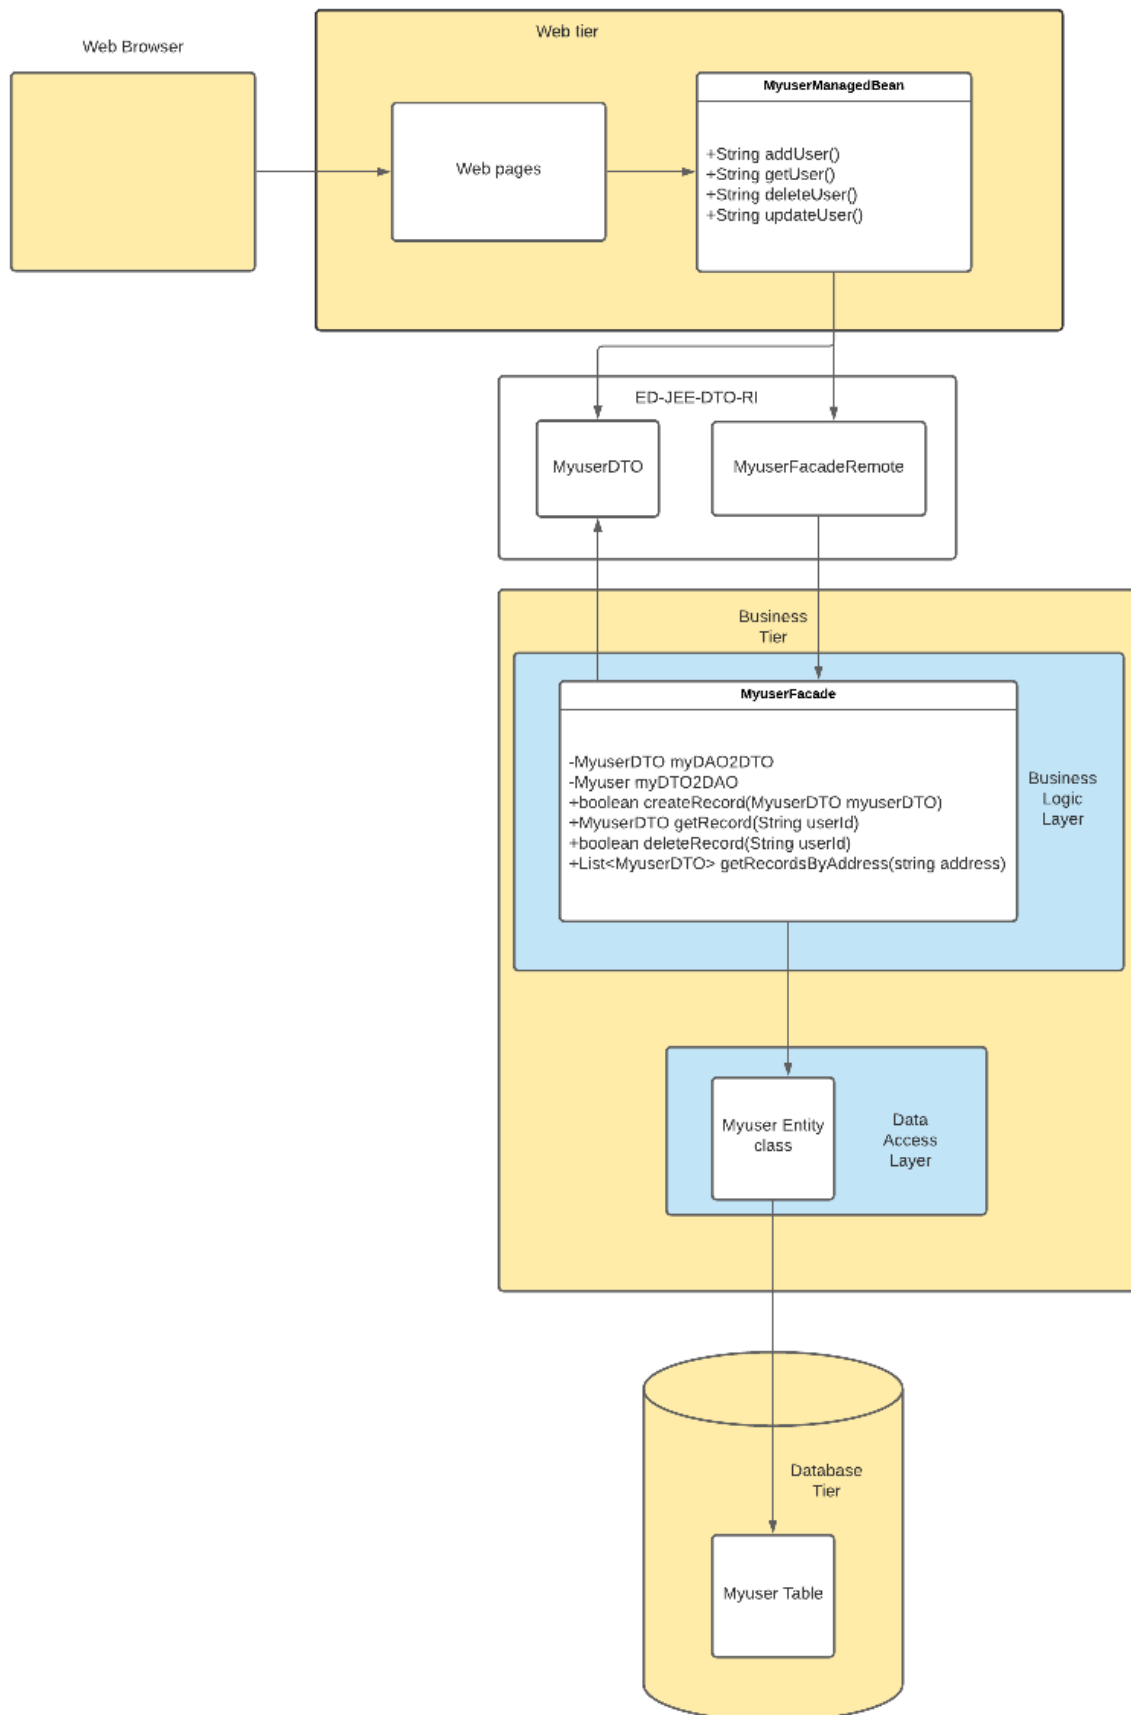 Web Browser
Web tier
Web pages
MyuserManagedBean
+String addUser()
+String getUser()
+String deleteUser()
+String updateUser()
ED-JEE-DTO-RI
MyuserDTO
MyuserFacadeRemote
Business
Tier
MyuserFacade
-MyuserDTO myDAO2DTO
-Myuser myDTO2DAO
+boolean createRecord(MyuserDTO myuserDTO)
+MyuserDTO getRecord(String userId)
+boolean deleteRecord(String userId)
+List<MyuserDTO> getRecordsByAddress(string address)
Business
Logic
Layer
Myuser Entity
class
Data
Access
Layer
Database
Tier
Myuser Table